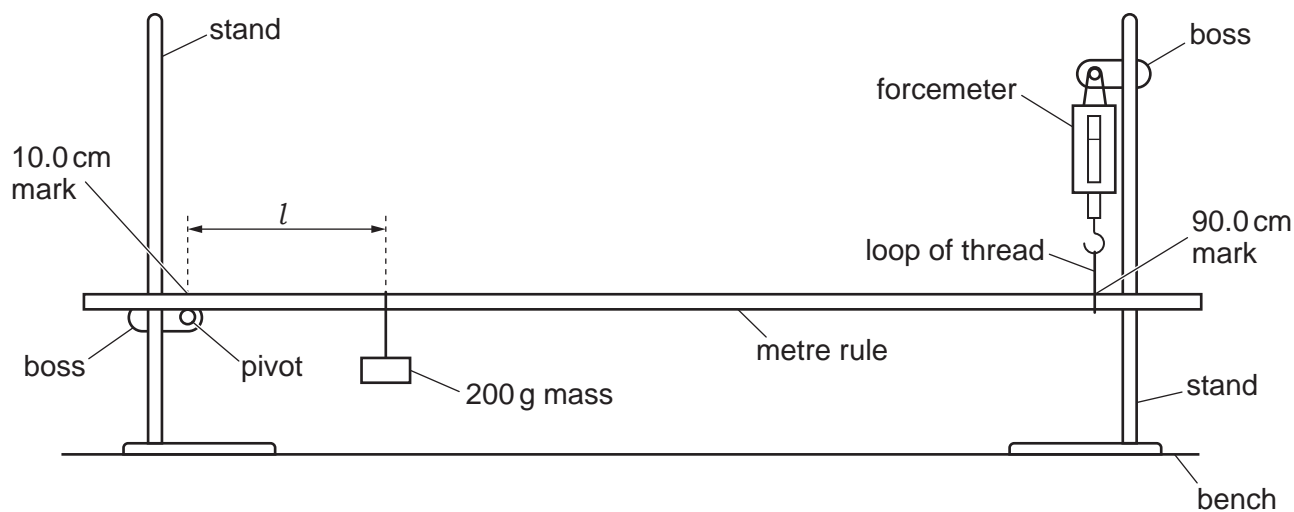 stand
boss
forcemeter
10.0 cm
mark
l
90.0 cm
mark
loop of thread
boss
pivot
metre rule
200 g mass
stand
bench